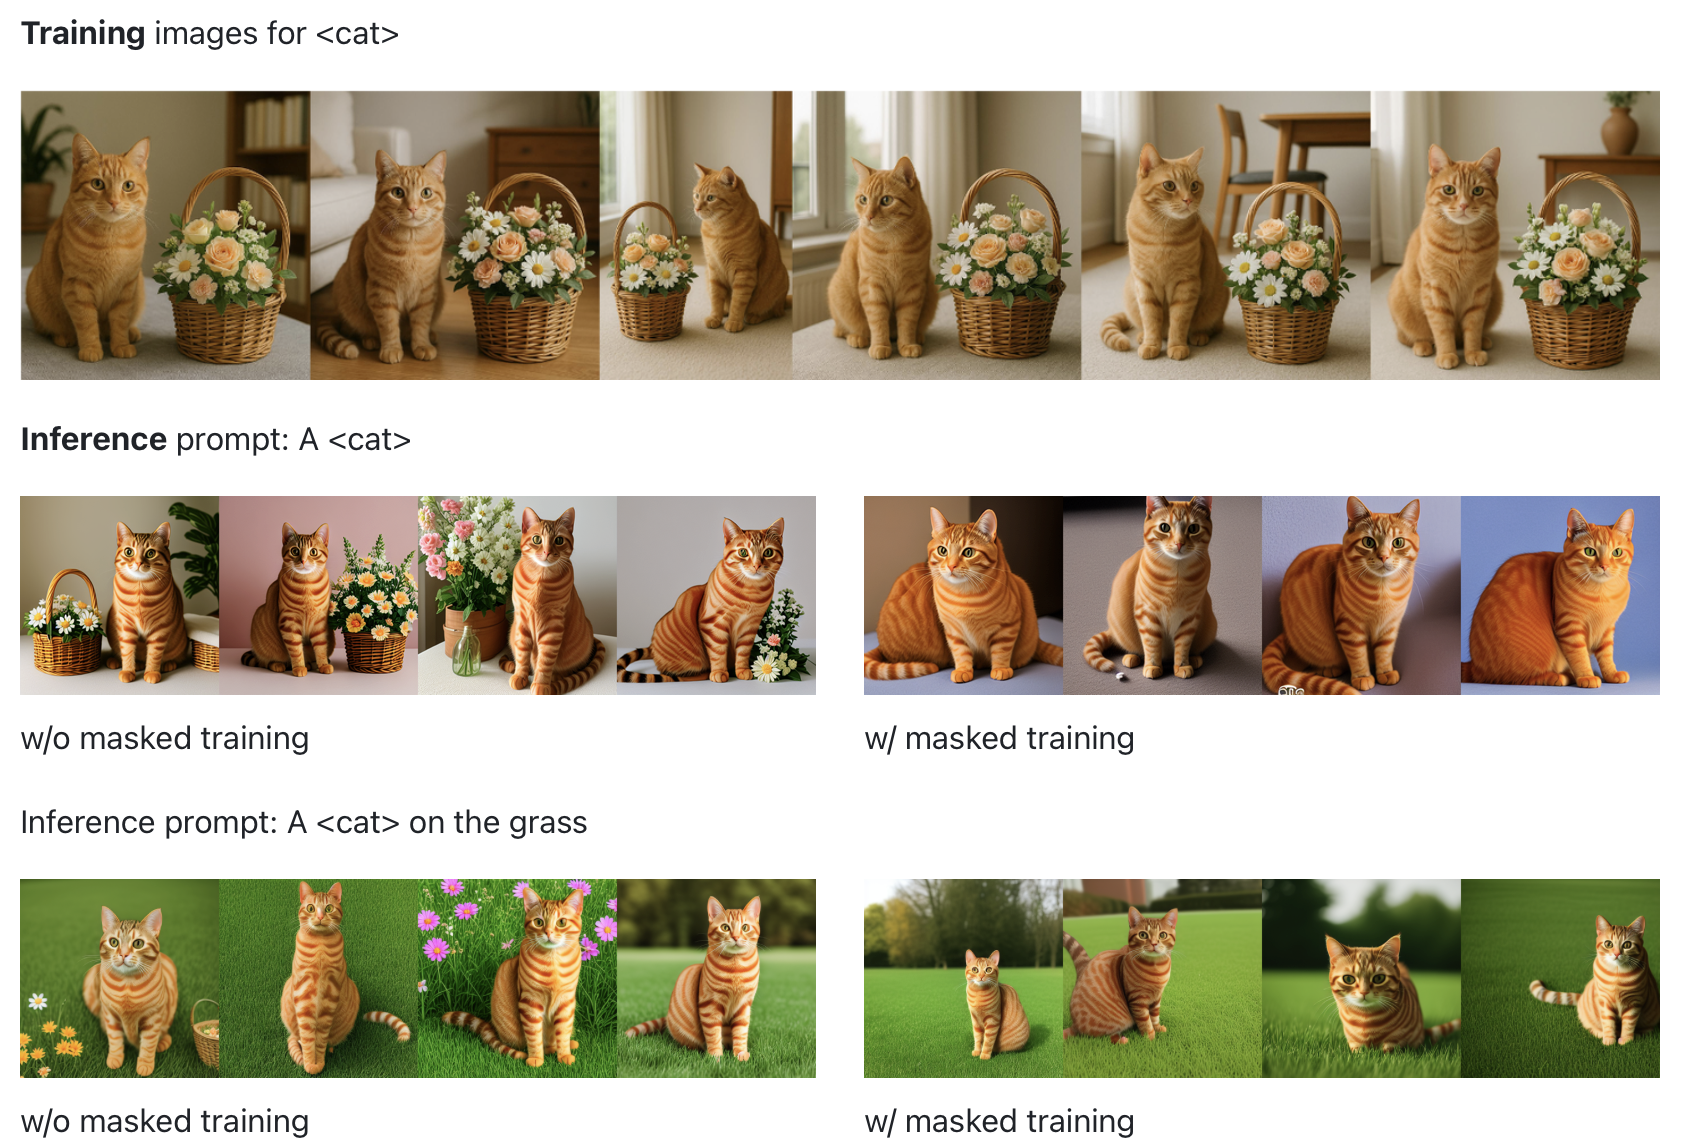 Training images for <cat>
Inference prompt: A <cat>
w/o masked training
w/ masked training
Inference prompt: A <cat> on the grass
w/o masked training
w/ masked training